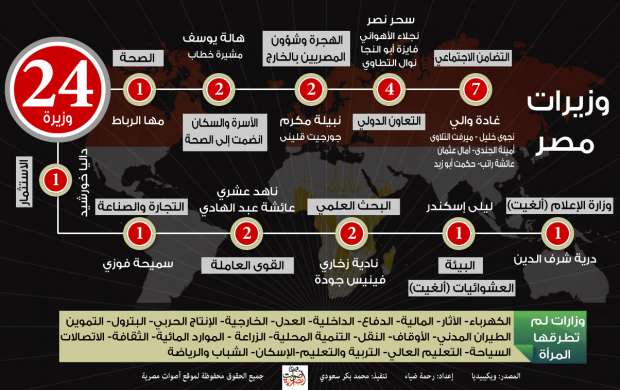 وزيرات
مصر
24
وزيرة
التضامن الاجتماعي
7
غادة والي
نجوى خليل - ميرفت التلاوي
أمينة الجندي - آمال عثمان
عائشة راتب - حكمت أبو زيد
سحر نصر
نجلاء الأهواني
فايزة أبو النجا
نوال التطاوي
4
التعاون الدولي
الهجرة وشؤون
المصريين بالخارج
2
نبيلة مكرم
جورجيت قليني
هالة يوسف
مشيرة خطاب
2
الأسرة والسكان
انضمت إلى الصحة
الصحة
1
مها الرباط
الاستثمار
1
داليا خورشيد
التجارة والصناعة
1
سميحة فوزي
ناهد عشري
عائشة عبد الهادي
2
القوى العاملة
البحث العلمي
2
نادية زخاري
فينيس جودة
ليلى إسكندر
1
البيئة
العشوائيات (ألغيت)
وزارة الإعلام (ألغيت)
1
درية شرف الدين
وزارات لم
تطرقها
المرأة
الكهرباء- الآثار- المالية- الدفاع- الداخلية- العدل- الخارجية- الإنتاج الحربي- البترول- التموين
الطيران المدني- الأوقاف- النقل- التنمية المحلية- الزراعة - الموارد المائية- الثقافة- الاتصالات
السياحة- التعليم العالي- التربية والتعليم-الإسكان- الشباب والرياضة
المصدر: ويكيبيديا إعداد: رحمة ضياء تنفيذ: محمد بكر سعودي جميع الحقوق محفوظة لموقع أصوات مصرية